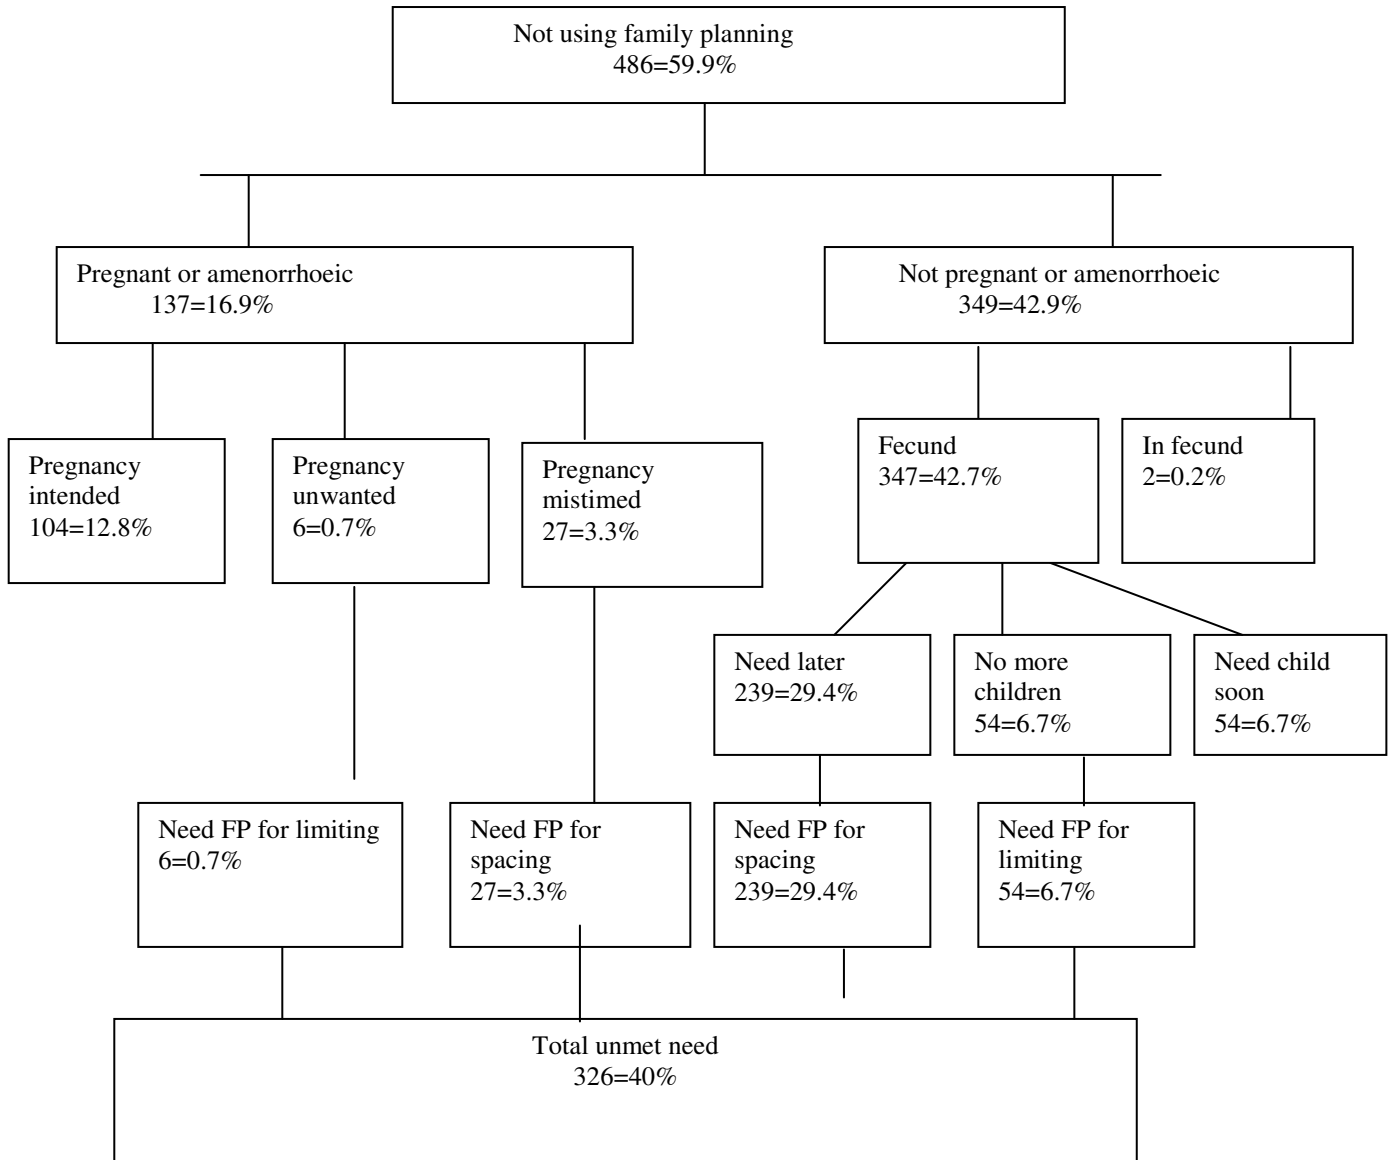 Not using family planning
486=59.9%
Pregnant or amenorrhoeic
137=16.9%
Not pregnant or amenorrhoeic
349=42.9%
Pregnancy
intended
104=12.8%
Pregnancy
unwanted
6=0.7%
Pregnancy
mistimed
27=3.3%
Fecund
347=42.7%
In fecund
2=0.2%
Need later
239=29.4%
No more
children
54=6.7%
Need child
soon
54=6.7%
Need FP for limiting
6=0.7%
Need FP for
spacing
27=3.3%
Need FP for
spacing
239=29.4%
Need FP for
limiting
54=6.7%
Total unmet need
326=40%